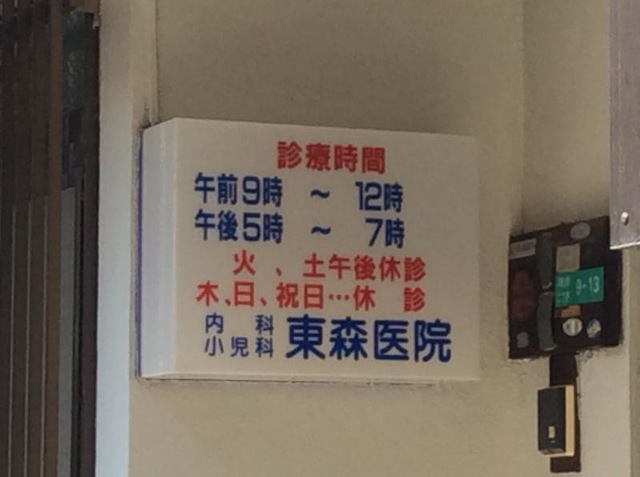 診療時間
午前9時 ~ 12時
午後5時 ~ 7時
火、土午後休診
木、日、祝日…休 診
内 科
小児科 東森医院
9-13